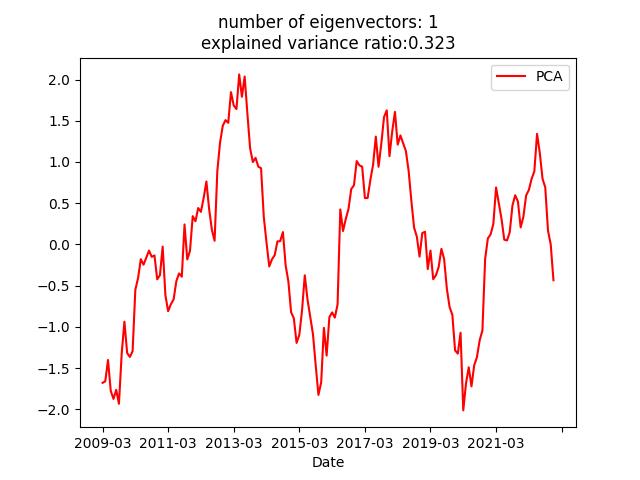 number of eigenvectors: 1
explained variance ratio:0.323
PCA
2.0
1.5
1.0
0.5
0.0
−0.5
−1.0
−1.5
−2.0
2009-03 2011-03 2013-03 2015-03 2017-03 2019-03 2021-03
Date